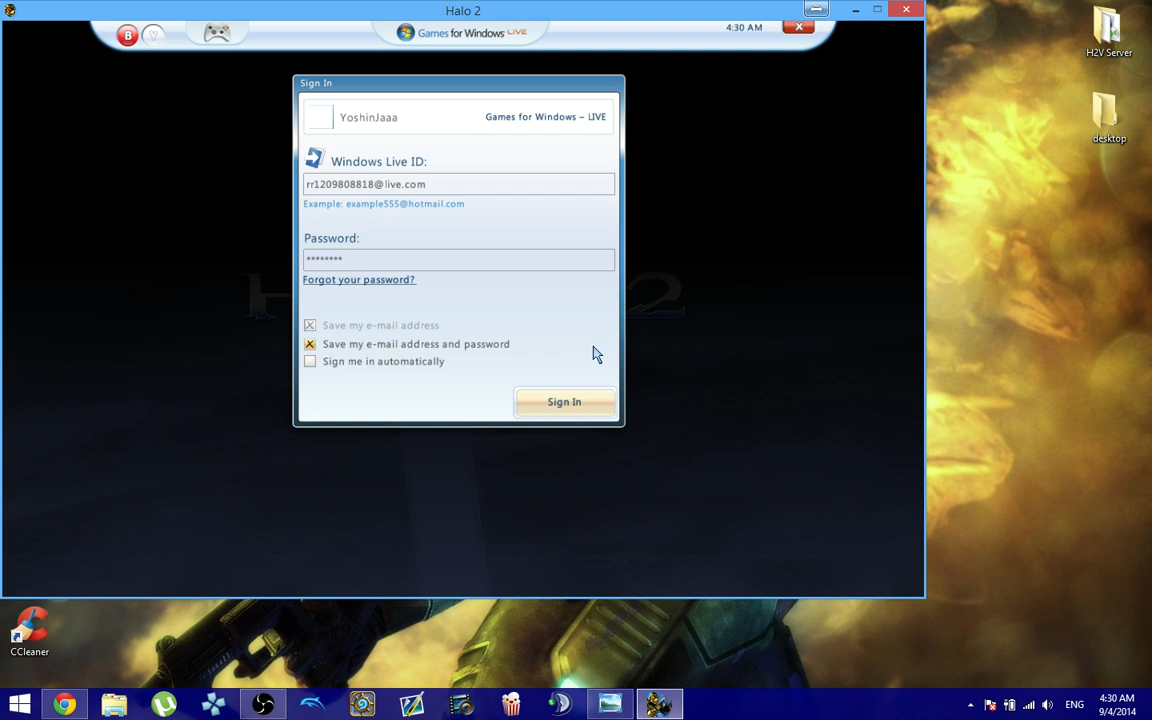 Halo 2
B
Y
Games for Windows LIVE
4:30 AM
H2V Server
desktop
Sign In
YoshinJaaa
Games for Windows – LIVE
Windows Live ID:
rr1209808818@live.com
Example: example555@hotmail.com
Password:
********
Forgot your password?
Save my e-mail address
Save my e-mail address and password
Sign me in automatically
Sign In
CCleaner
ENG
4:30 AM
9/4/2014